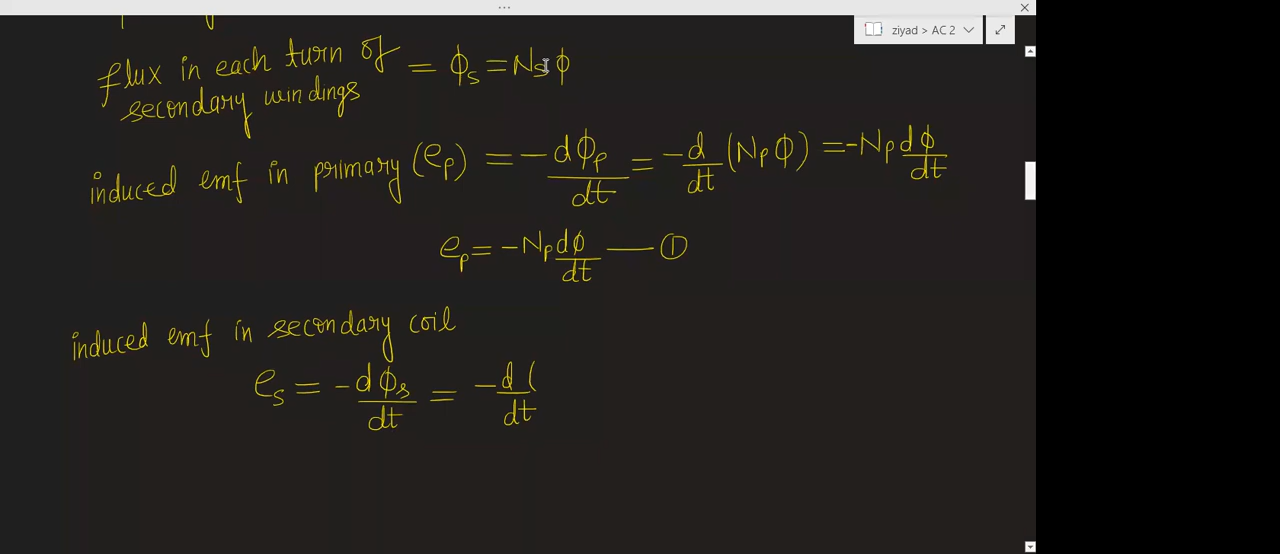 ziyad > AC 2
flux in each turn of
secondary windings = ϕₛ = Nₛϕ
induced emf in primary (eₚ) = -dϕₚ/dt = -d/dt (Nₚϕ) = -Nₚ dϕ/dt
eₚ = -Nₚ dϕ/dt — ①
induced emf in secondary coil
eₛ = -dϕₛ/dt = -d/dt (